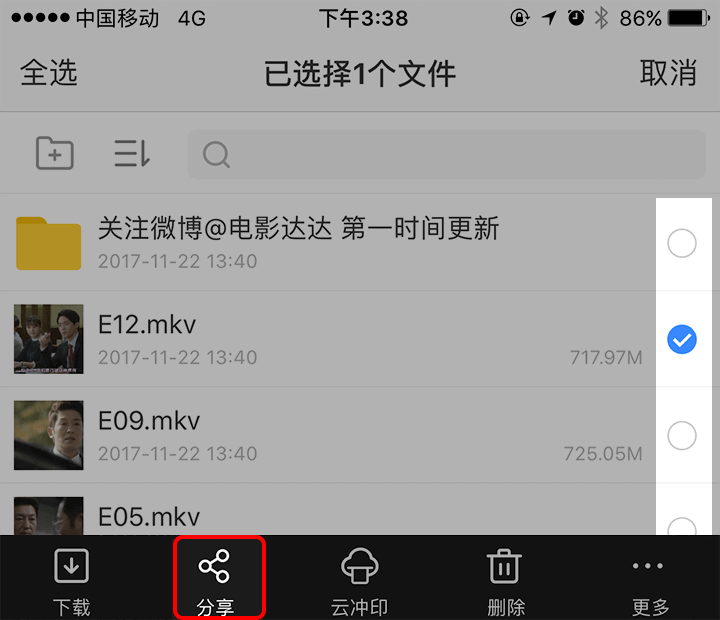 中国移动 4G 下午3:38 86%
全选 已选择1个文件 取消
关注微博@电影达达 第一时间更新
2017-11-22 13:40
E12.mkv
2017-11-22 13:40 717.97M
E09.mkv
2017-11-22 13:40 725.05M
E05.mkv
下载 分享 云冲印 删除 更多